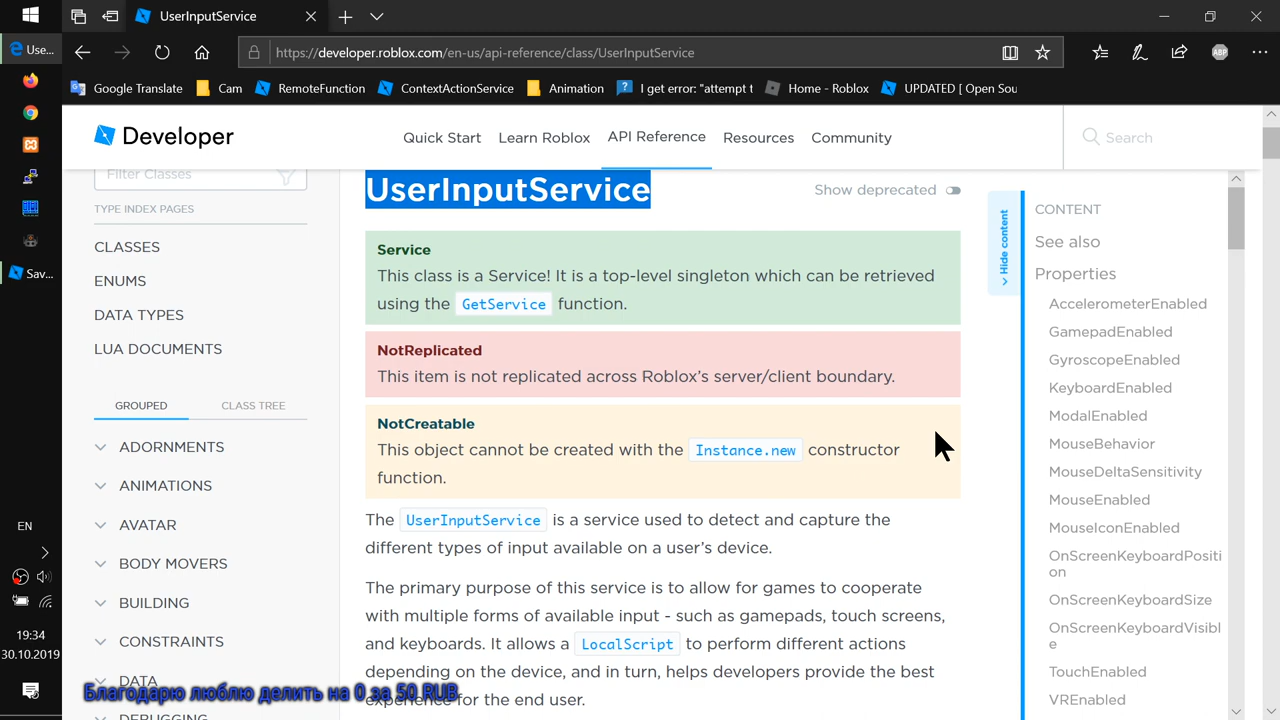 UserInputService
https://developer.roblox.com/en-us/api-reference/class/UserInputService
ABP
Google Translate
Cam
RemoteFunction
ContextActionService
Animation
I get error: "attempt t
Home - Roblox
UPDATED [ Open Sou
Use...
Sav...
EN
19:34
30.10.2019
Developer
Quick Start
Learn Roblox
API Reference
Resources
Community
Search
Filter Classes
TYPE INDEX PAGES
CLASSES
ENUMS
DATA TYPES
LUA DOCUMENTS
GROUPED
CLASS TREE
ADORNMENTS
ANIMATIONS
AVATAR
BODY MOVERS
BUILDING
CONSTRAINTS
DATA
DEBUGGING
UserInputService
Show deprecated
Service
This class is a Service! It is a top-level singleton which can be retrieved
using the GetService function.
NotReplicated
This item is not replicated across Roblox's server/client boundary.
NotCreatable
This object cannot be created with the Instance.new constructor
function.
The UserInputService is a service used to detect and capture the
different types of input available on a user's device.
The primary purpose of this service is to allow for games to cooperate
with multiple forms of available input - such as gamepads, touch screens,
and keyboards. It allows a LocalScript to perform different actions
depending on the device, and in turn, helps developers provide the best
experience for the end user.
Hide content
CONTENT
See also
Properties
AccelerometerEnabled
GamepadEnabled
GyroscopeEnabled
KeyboardEnabled
ModalEnabled
MouseBehavior
MouseDeltaSensitivity
MouseEnabled
MouseIconEnabled
OnScreenKeyboardPositi
on
OnScreenKeyboardSize
OnScreenKeyboardVisibl
e
TouchEnabled
VREnabled
Благодарю люблю делить на 0 за 50 RUB